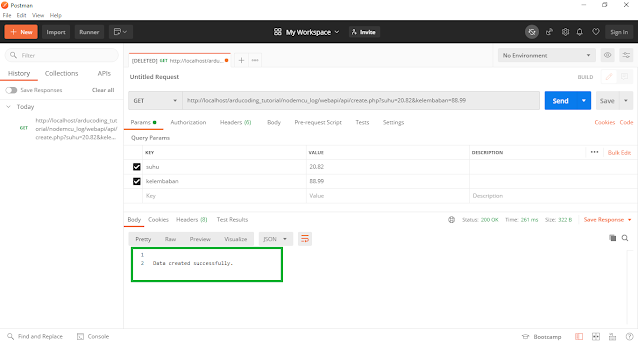 Postman
File Edit View Help
+ New Import Runner My Workspace Invite Sign In
Filter
History Collections APIs
Save Responses Clear all
Today
GET http://localhost/arducoding_tut
orial/nodemcu_log/webapi/api/
create.php?suhu=20.82&kele...
[DELETED] GET http://localhost/ardu... + ...
No Environment
Untitled Request BUILD
GET http://localhost/arducoding_tutorial/nodemcu_log/webapi/api/create.php?suhu=20.82&kelembaban=88.99 Send Save
Params Authorization Headers (6) Body Pre-request Script Tests Settings Cookies Code
Query Params
KEY VALUE DESCRIPTION ... Bulk Edit
suhu 20.82
kelembaban 88.99
Key Value Description
Body Cookies Headers (8) Test Results Status: 200 OK Time: 261 ms Size: 322 B Save Response
Pretty Raw Preview Visualize JSON
1
2 Data created successfully.
Find and Replace Console Bootcamp